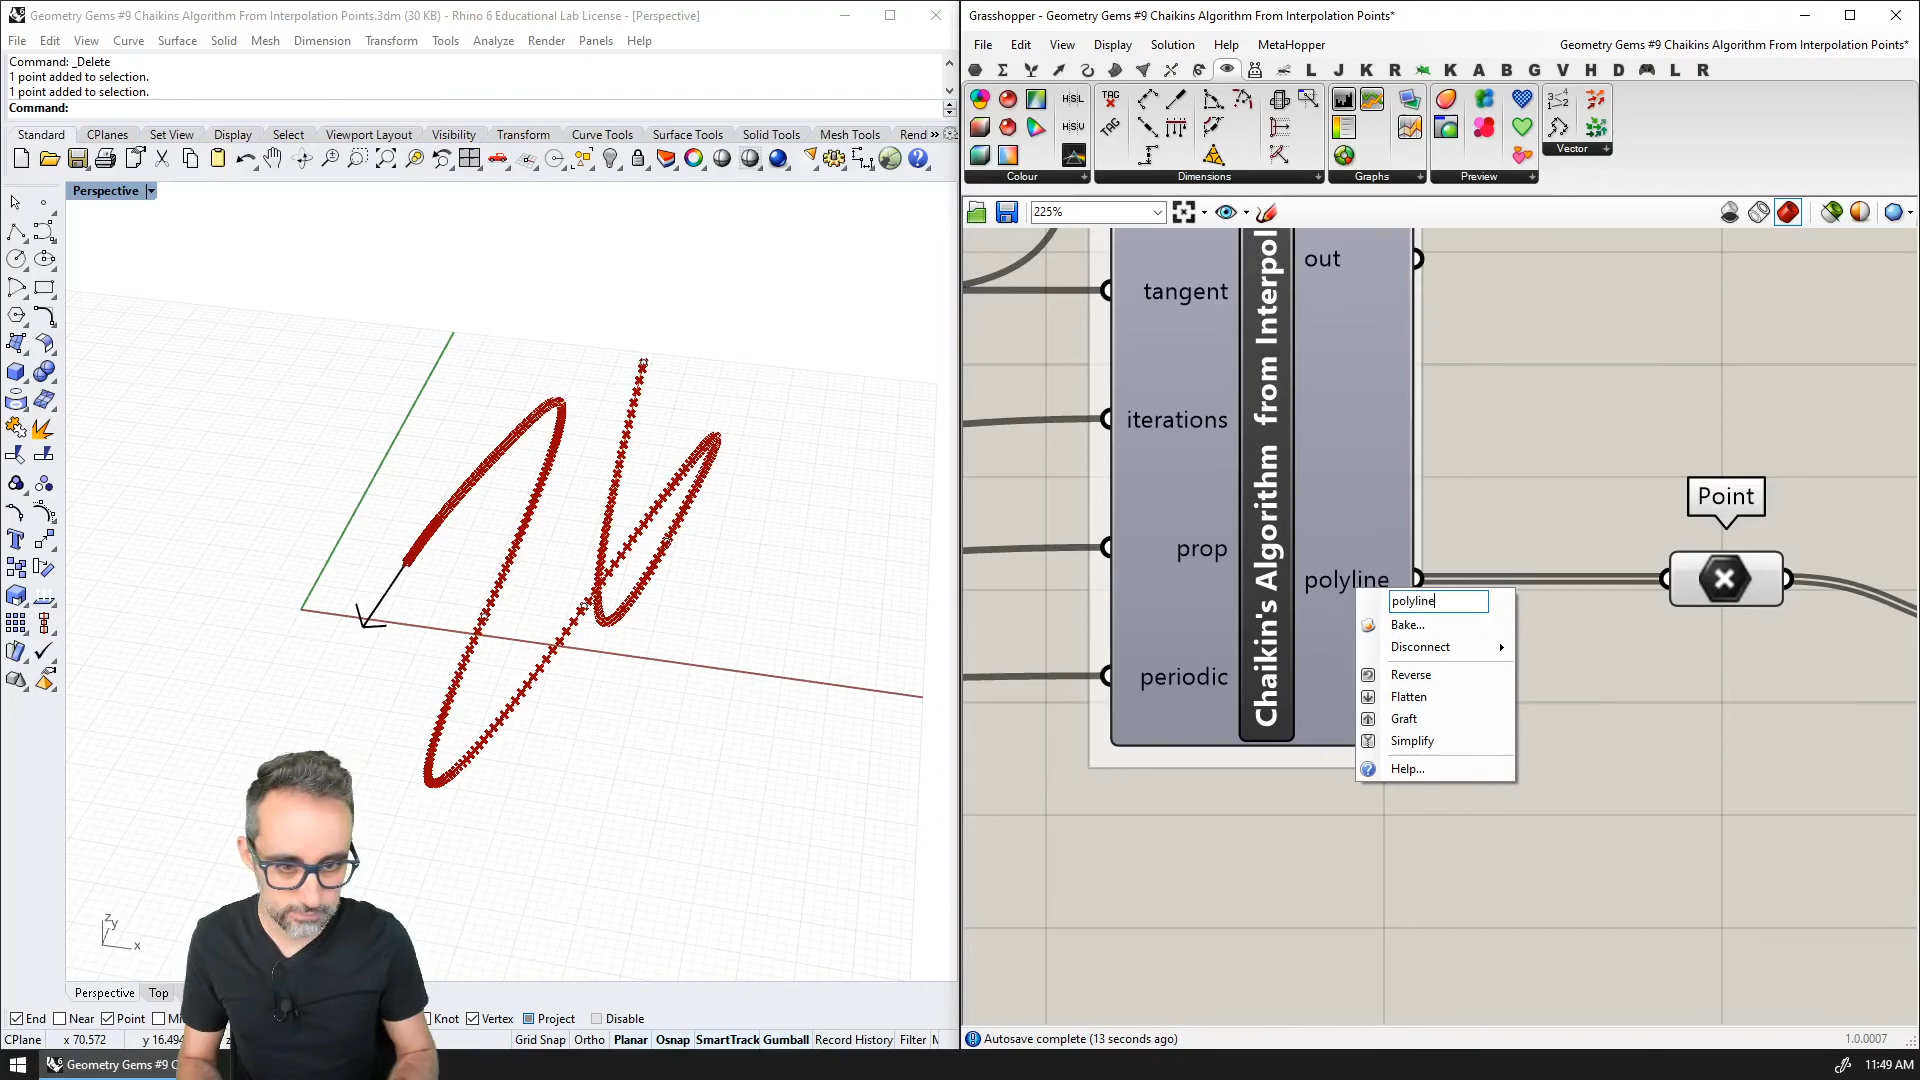 Geometry Gems #9 Chaikins Algorithm From Interpolation Points.3dm (30 KB) - Rhino 6 Educational Lab License - [Perspective]
File Edit View Curve Surface Solid Mesh Dimension Transform Tools Analyze Render Panels Help
Command: _Delete
1 point added to selection.
1 point added to selection.
Command:
Standard CPlanes Set View Display Select Viewport Layout Visibility Transform Curve Tools Surface Tools Solid Tools Mesh Tools Rend »
Perspective
z y x
Perspective Top
End Near Point Mi Knot Vertex Project Disable
CPlane x 70.572 y 16.494 Grid Snap Ortho Planar Osnap SmartTrack Gumball Record History Filter M
Geometry Gems #9 C
Grasshopper - Geometry Gems #9 Chaikins Algorithm From Interpolation Points*
File Edit View Display Solution Help MetaHopper Geometry Gems #9 Chaikins Algorithm From Interpolation Points*
L J K R K A B G V H D L R
TAG
TAG
H:S:L
H:S:V
Colour Dimensions Graphs Preview Vector
225%
tangent
iterations
prop
periodic
Chaikin's Algorithm from Interpol
out
polyline
Point
polyline
Bake...
Disconnect
Reverse
Flatten
Graft
Simplify
Help...
Autosave complete (13 seconds ago) 1.0.0007
11:49 AM